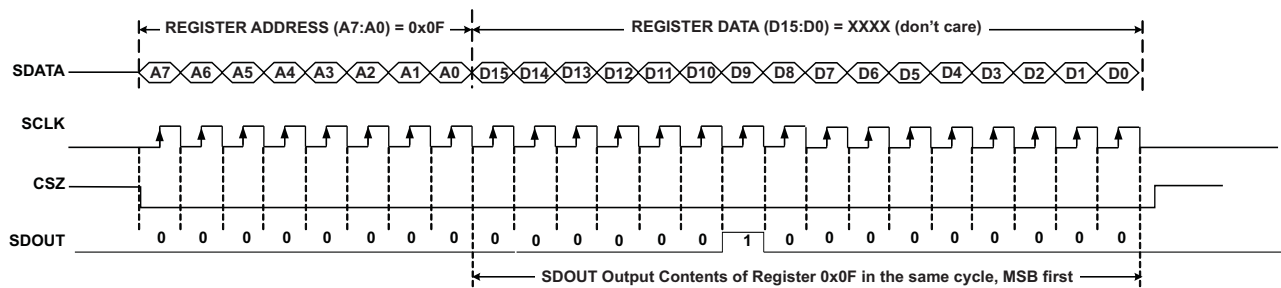 REGISTER ADDRESS (A7:A0) = 0x0F REGISTER DATA (D15:D0) = XXXX (don't care)
SDATA A7 A6 A5 A4 A3 A2 A1 A0 D15 D14 D13 D12 D11 D10 D9 D8 D7 D6 D5 D4 D3 D2 D1 D0
SCLK
CSZ
SDOUT 0 0 0 0 0 0 0 0 0 0 0 0 0 0 1 0 0 0 0 0 0 0 0 0
SDOUT Output Contents of Register 0x0F in the same cycle, MSB first